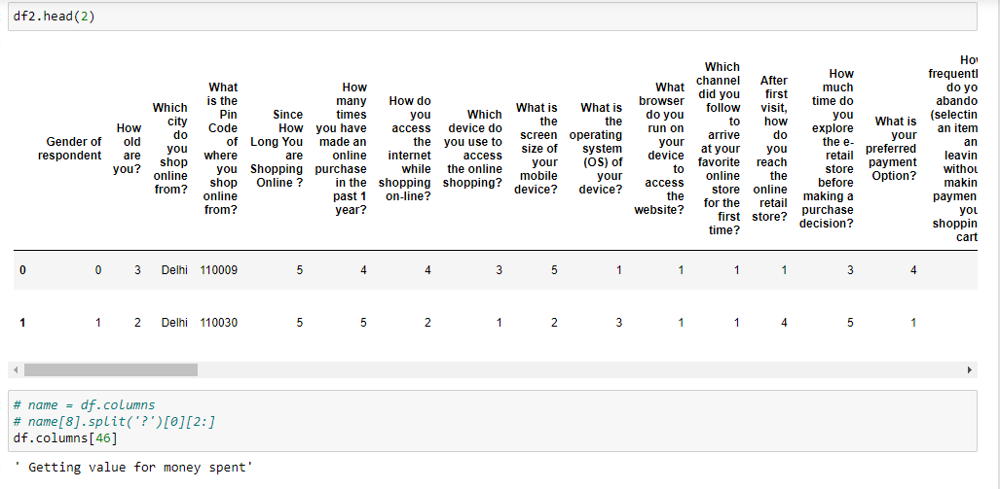 df2.head(2)
Gender of
respondent
How
old
are
you?
Which
city
do
you
shop
online
from?
What
is the
Pin
Code
of
where
you
shop
online
from?
Since
How
Long You
are
Shopping
Online ?
How
many
times
you have
made an
online
purchase
in the
past 1
year?
How do
you
access
the
internet
while
shopping
on-line?
Which
device do
you use to
access
the online
shopping?
What is
the
screen
size of
your
mobile
device?
What is
the
operating
system
(OS) of
your
device?
What
browser
do you
run on
your
device
to
access
the
website?
Which
channel
did you
follow
to
arrive
at your
favorite
online
store
for the
first
time?
After
first
visit,
how
do
you
reach
the
online
retail
store?
How
much
time do
you
explore
the e-
retail
store
before
making a
purchase
decision?
What is
your
preferred
payment
Option?
Ho
frequentl
do yo
abando
(selectin
an item
an
leavin
withou
makin
paymen
you
shoppin
cart
0 0 3 Delhi 110009 5 4 4 3 5 1 1 1 1 3 4
1 1 2 Delhi 110030 5 5 2 1 2 3 1 1 4 5 1
# name = df.columns
# name[8].split('?')[0][2:]
df.columns[46]
' Getting value for money spent'